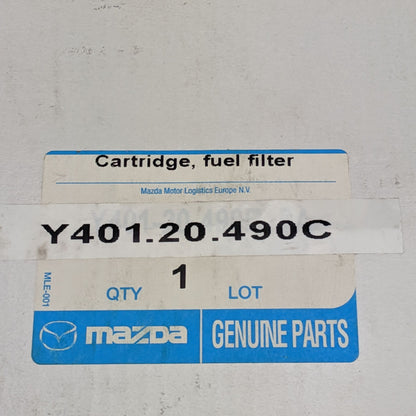 Cartridge, fuel filter
Mazda Motor Logistics Europe N.V.
Y401.20.490C
1
QTY LOT
MLE-001
mazda GENUINE PARTS